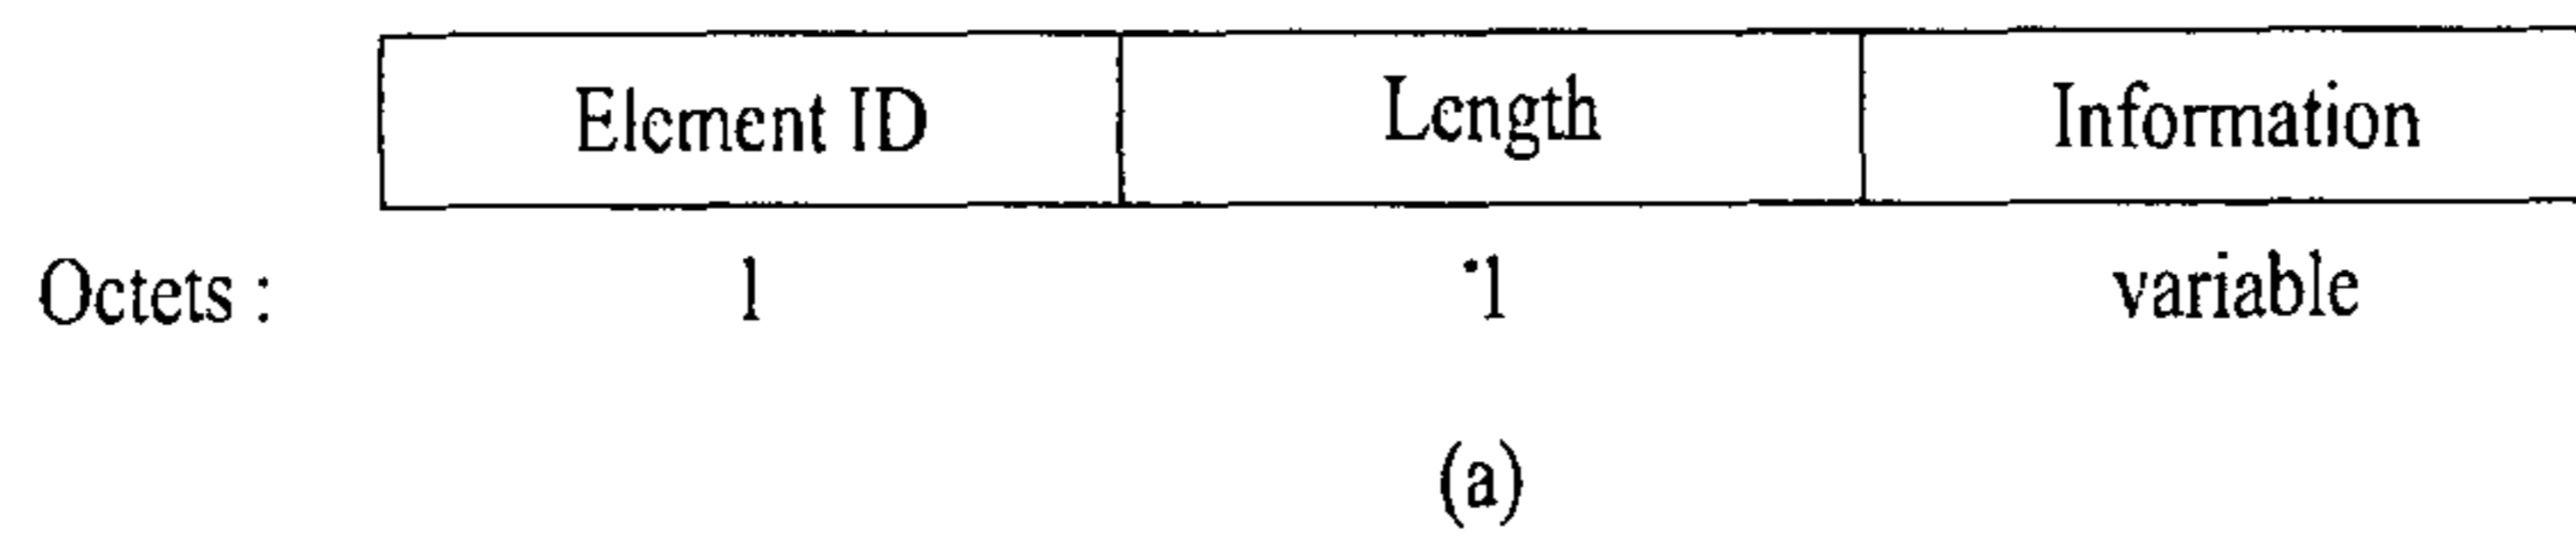 Element ID Length Information
Octets : 1 1 variable
(a)